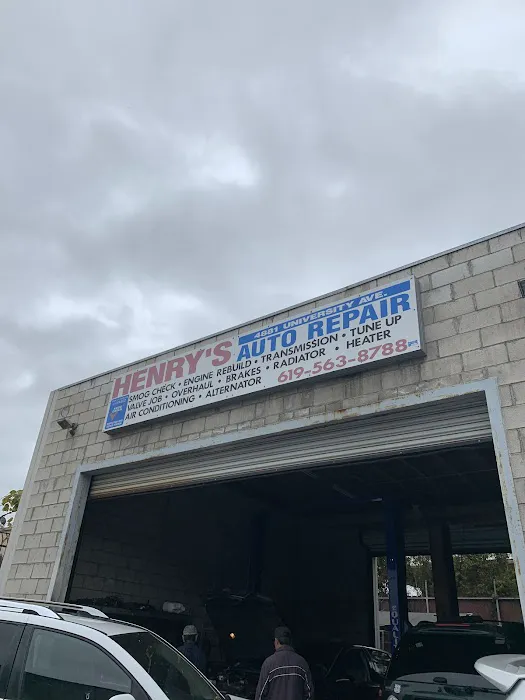 4681 UNIVERSITY AVE.
HENRY'S AUTO REPAIR
SMOG CHECK • ENGINE REBUILD • TRANSMISSION • TUNE UP
VALVE JOB • OVERHAUL • BRAKES • RADIATOR • HEATER
AIR CONDITIONING • ALTERNATOR 619-563-8788